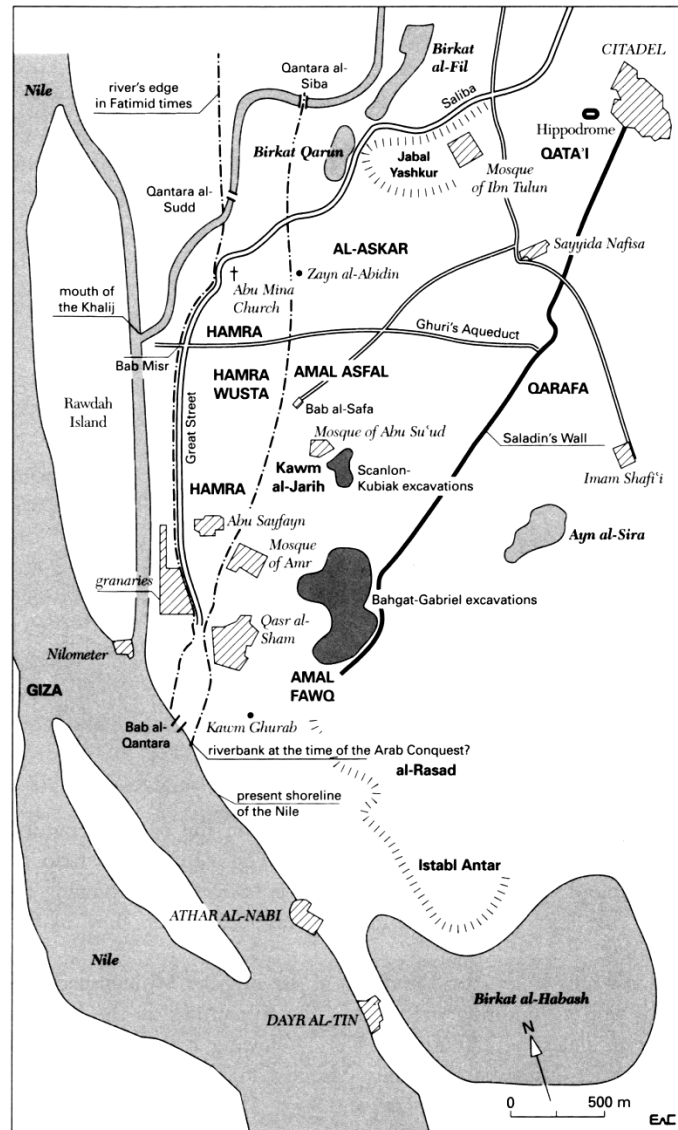 CITADEL
Birkat
al-Fil
Qantara al-
Siba
river's edge
in Fatimid times
Nile
Saliba
Hippodrome
QATA'I
Birkat Qarun
Jabal
Yashkur
Mosque
of Ibn Tulun
Qantara al-
Sudd
Sayyida Nafisa
AL-ASKAR
Zayn al-Abidin
Abu Mina
Church
mouth of
the Khalij
Ghuri's Aqueduct
HAMRA
Bab Misr
HAMRA
WUSTA
AMAL ASFAL
QARAFA
Rawdah
Island
Bab al-Safa
Great Street
Mosque of Abu Su'ud
Saladin's Wall
Kawm
al-Jarih
Scanlon-
Kubiak excavations
Imam Shafi'i
HAMRA
Abu Sayfayn
Ayn al-Sira
Mosque
of Amr
granaries
Bahgat-Gabriel excavations
Qasr al-
Sham
Nilometer
GIZA
AMAL
FAWQ
Bab al-
Qantara
Kawm Ghurab
riverbank at the time of the Arab Conquest?
al-Rasad
present shoreline
of the Nile
Istabl Antar
ATHAR AL-NABI
Nile
Birkat al-Habash
DAYR AL-TIN
N
0 500 m